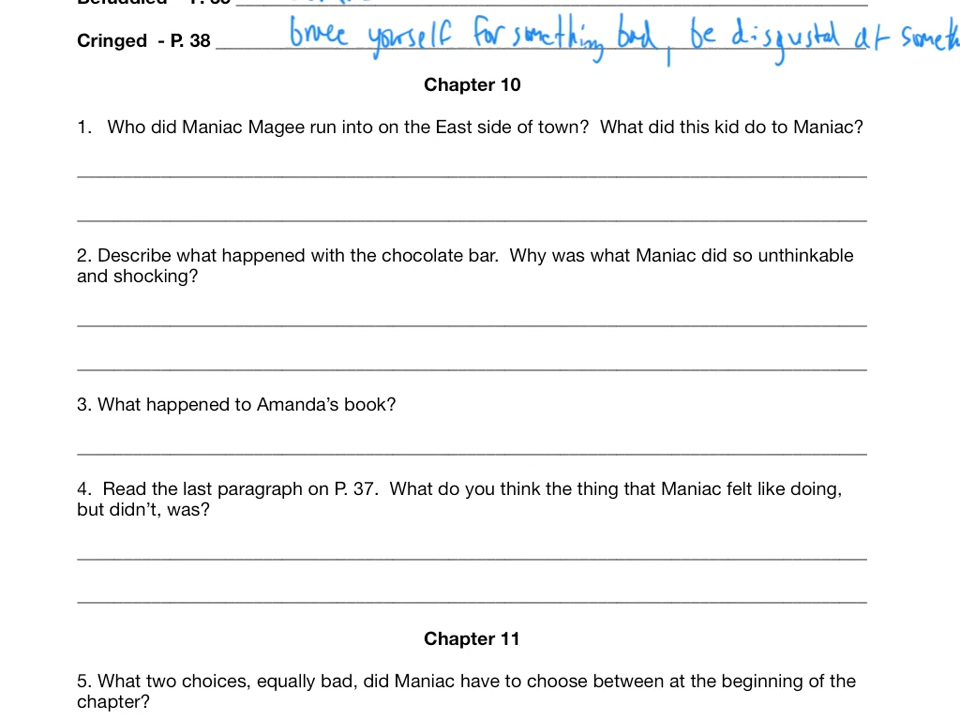 Cringed - P. 38 brace yourself for something bad, be disgusted at
Chapter 10
1. Who did Maniac Magee run into on the East side of town? What did this kid do to Maniac?
2. Describe what happened with the chocolate bar. Why was what Maniac did so unthinkable
and shocking?
3. What happened to Amanda’s book?
4. Read the last paragraph on P. 37. What do you think the thing that Maniac felt like doing,
but didn’t, was?
Chapter 11
5. What two choices, equally bad, did Maniac have to choose between at the beginning of the
chapter?